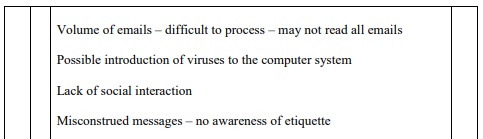 Volume of emails – difficult to process – may not read all emails
Possible introduction of viruses to the computer system
Lack of social interaction
Misconstrued messages – no awareness of etiquette